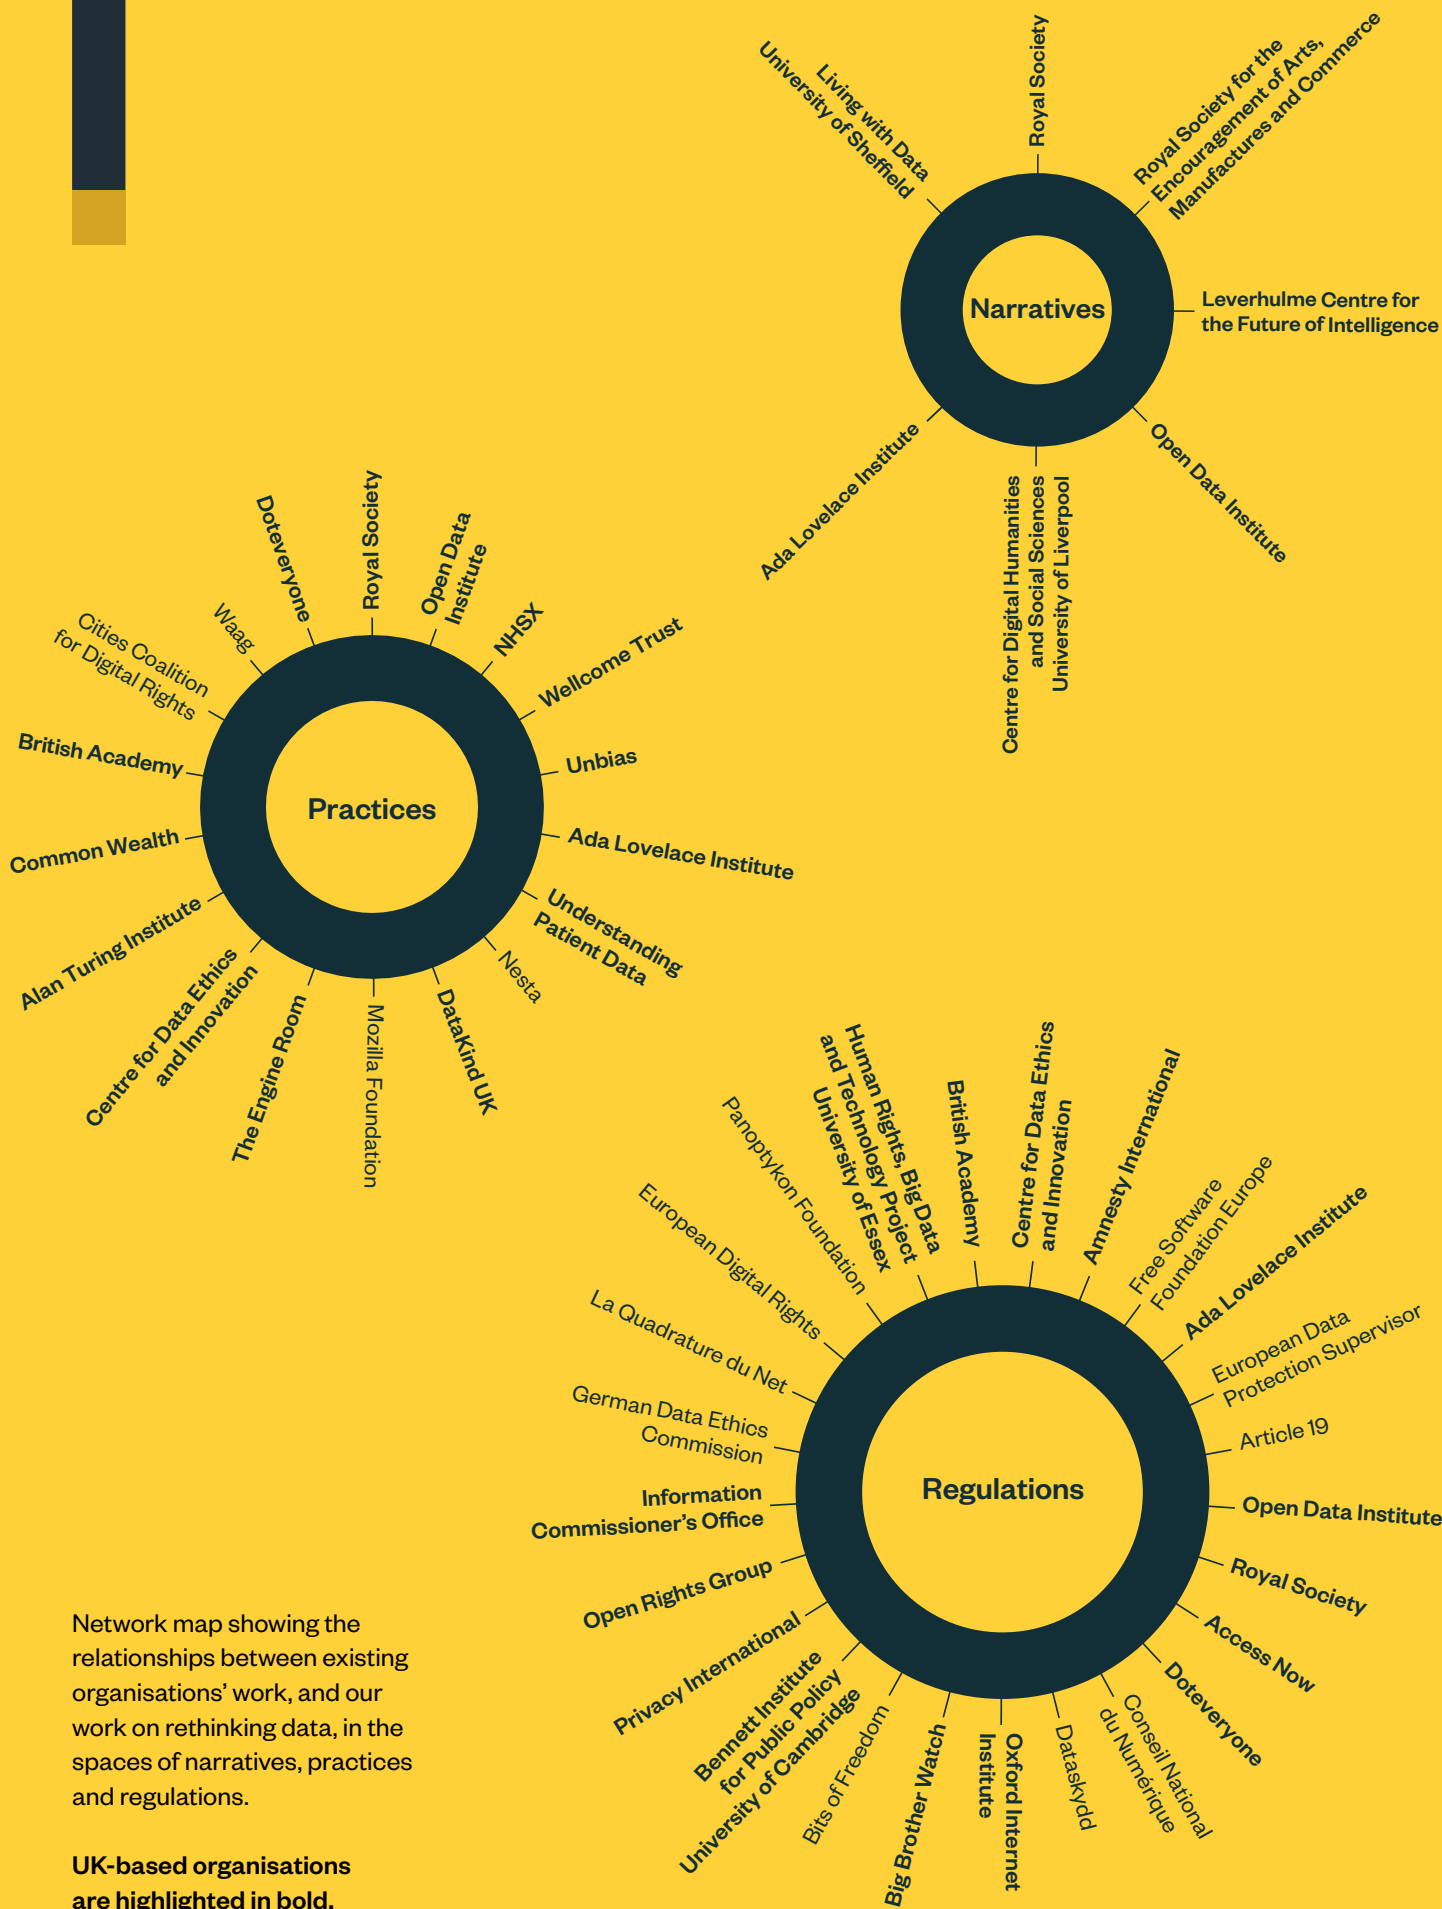 Narratives
Royal Society
Royal Society for the
Encouragement of Arts,
Manufactures and Commerce
Leverhulme Centre for
the Future of Intelligence
Open Data Institute
Centre for Digital Humanities
and Social Sciences
University of Liverpool
Ada Lovelace Institute
Living with Data
University of Sheffield
Practices
Royal Society
Open Data
Institute
NHSX
Wellcome Trust
Unbias
Ada Lovelace Institute
Understanding
Patient Data
Nesta
DataKind UK
Mozilla Foundation
The Engine Room
Centre for Data Ethics
and Innovation
Alan Turing Institute
Common Wealth
British Academy
Cities Coalition
for Digital Rights
Waag
Doteveryone
Regulations
Centre for Data Ethics
and Innovation
Amnesty International
Free Software
Foundation Europe
Ada Lovelace Institute
European Data
Protection Supervisor
Article 19
Open Data Institute
Royal Society
Access Now
Doteveryone
Conseil National
du Numérique
Dataskydd
Oxford Internet
Institute
Big Brother Watch
Bits of Freedom
Bennett Institute
for Public Policy
University of Cambridge
Privacy International
Open Rights Group
Information
Commissioner's Office
German Data Ethics
Commission
La Quadrature du Net
European Digital Rights
Panoptykon Foundation
Human Rights, Big Data
and Technology Project
University of Essex
British Academy
Network map showing the
relationships between existing
organisations' work, and our
work on rethinking data, in the
spaces of narratives, practices
and regulations.
UK-based organisations
are highlighted in bold.